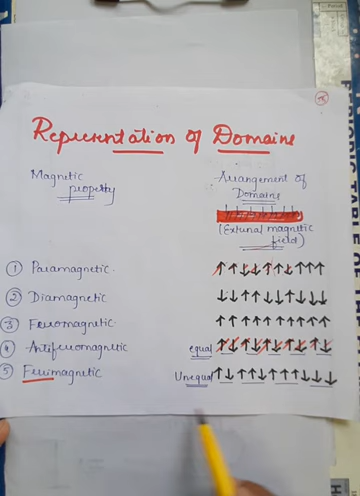 Representation of Domains
Magnetic property
Arrangement of Domains
(External magnetic field)
① Paramagnetic.
② Diamagnetic
③ Ferromagnetic.
④ Antiferromagnetic
equal
⑤ Ferrimagnetic
Unequal